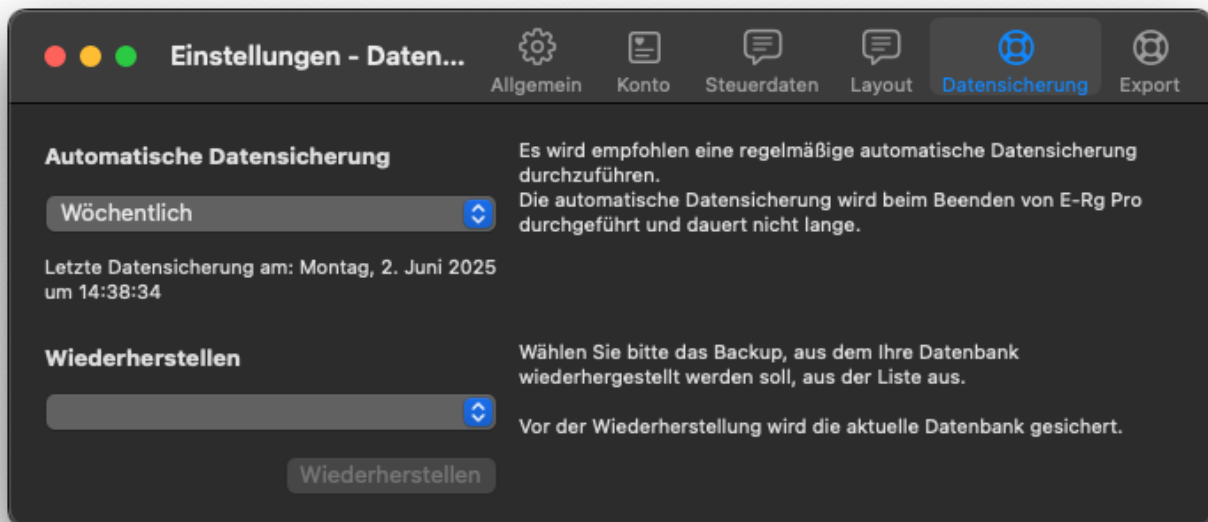 Einstellungen - Daten...
Allgemein
Konto
Steuerdaten
Layout
Datensicherung
Export
Automatische Datensicherung
Wöchentlich
Letzte Datensicherung am: Montag, 2. Juni 2025
um 14:38:34
Es wird empfohlen eine regelmäßige automatische Datensicherung
durchzuführen.
Die automatische Datensicherung wird beim Beenden von E-Rg Pro
durchgeführt und dauert nicht lange.
Wiederherstellen
Wiederherstellen
Wählen Sie bitte das Backup, aus dem Ihre Datenbank
wiederhergestellt werden soll, aus der Liste aus.
Vor der Wiederherstellung wird die aktuelle Datenbank gesichert.